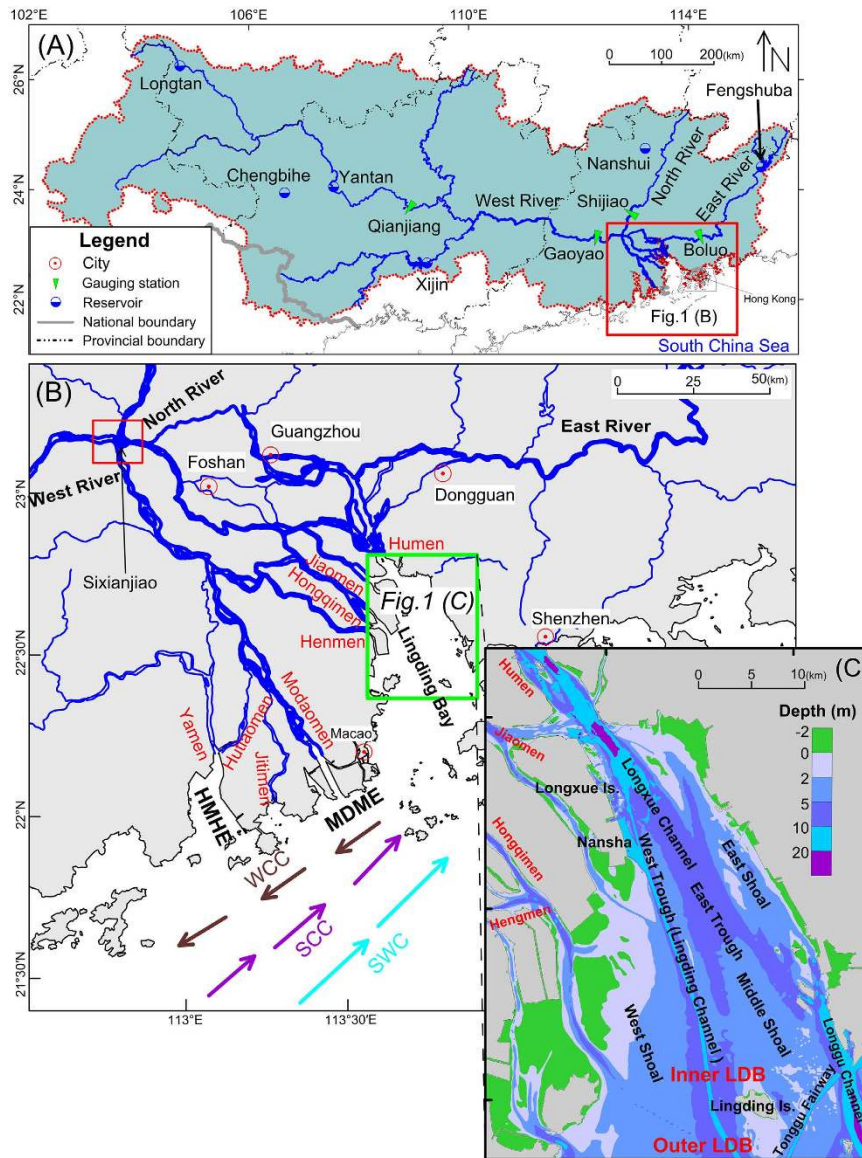 102°E
106°E
110°E
114°E
(A)
0 100 200(km)
N
26°N
24°N
22°N
Longtan
Fengshuba
Nanshui
North River
Chengbihe
Yantan
East River
West River
Shijiao
Qianjiang
Gaoyao
Boluo
Xijin
Hong Kong
Fig.1 (B)
South China Sea
Legend
City
Gauging station
Reservoir
National boundary
Provincial boundary
(B)
0 25 50(km)
North River
Guangzhou
East River
Foshan
West River
Dongguan
23°N
Humen
Sixianjiao
Jiaomen
Hongqimen
Henmen
Fig.1 (C)
Lingding Bay
Shenzhen
22°30'N
Modaomen
Macao
Yamen
Hutiaomen
Jitimen
22°N
HMHE
MDME
WCC
SCC
SWC
21°30'N
113°E
113°30'E
(C)
0 5 10(km)
Humen
Depth (m)
-2
0
2
5
10
20
Jiaomen
Longxue Is.
Longxue Channel
Nansha
East Shoal
Hongqimen
West Trough (Lingding Channel )
East Trough
Hengmen
Middle Shoal
West Shoal
Longgu Channel
Inner LDB
Tonggu Fairway
Lingding Is.
Outer LDB